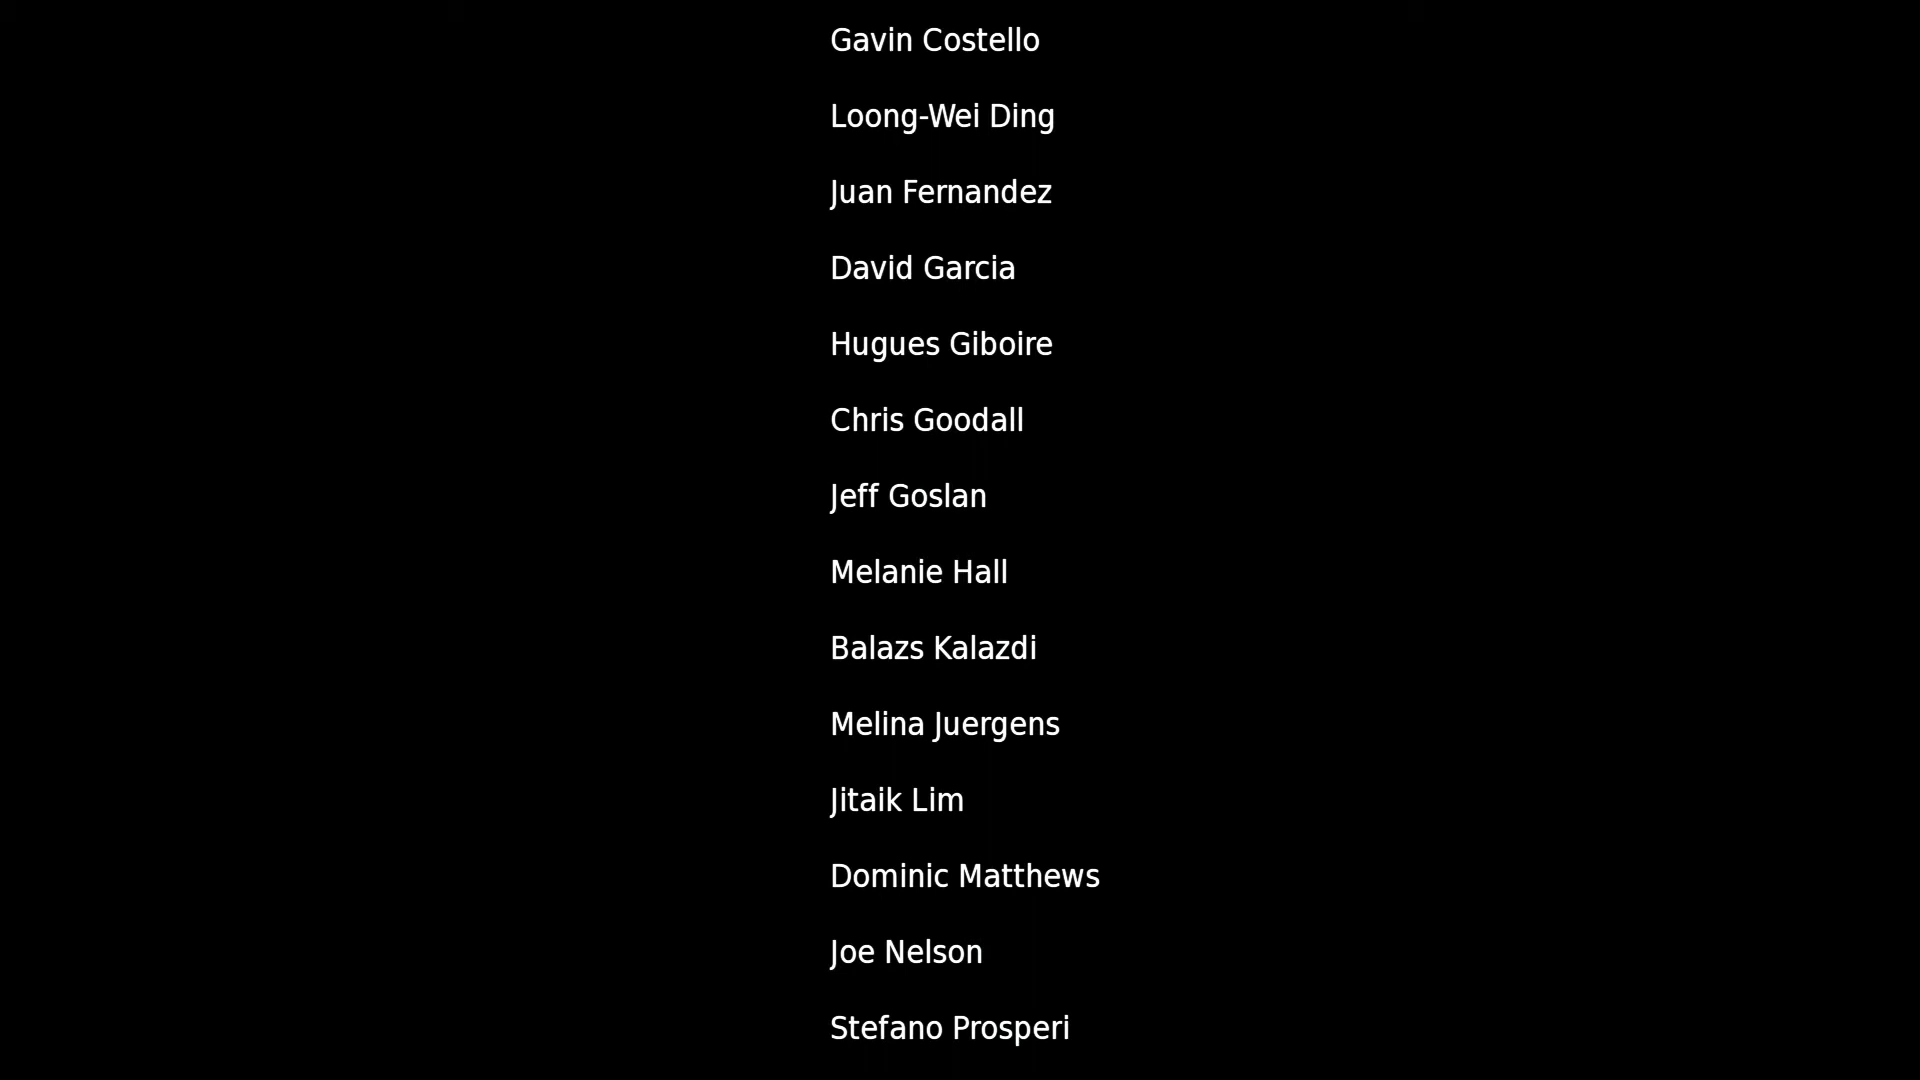 Gavin Costello
Loong-Wei Ding
Juan Fernandez
David Garcia
Hugues Giboire
Chris Goodall
Jeff Goslan
Melanie Hall
Balazs Kalazdi
Melina Juergens
Jitaik Lim
Dominic Matthews
Joe Nelson
Stefano Prosperi